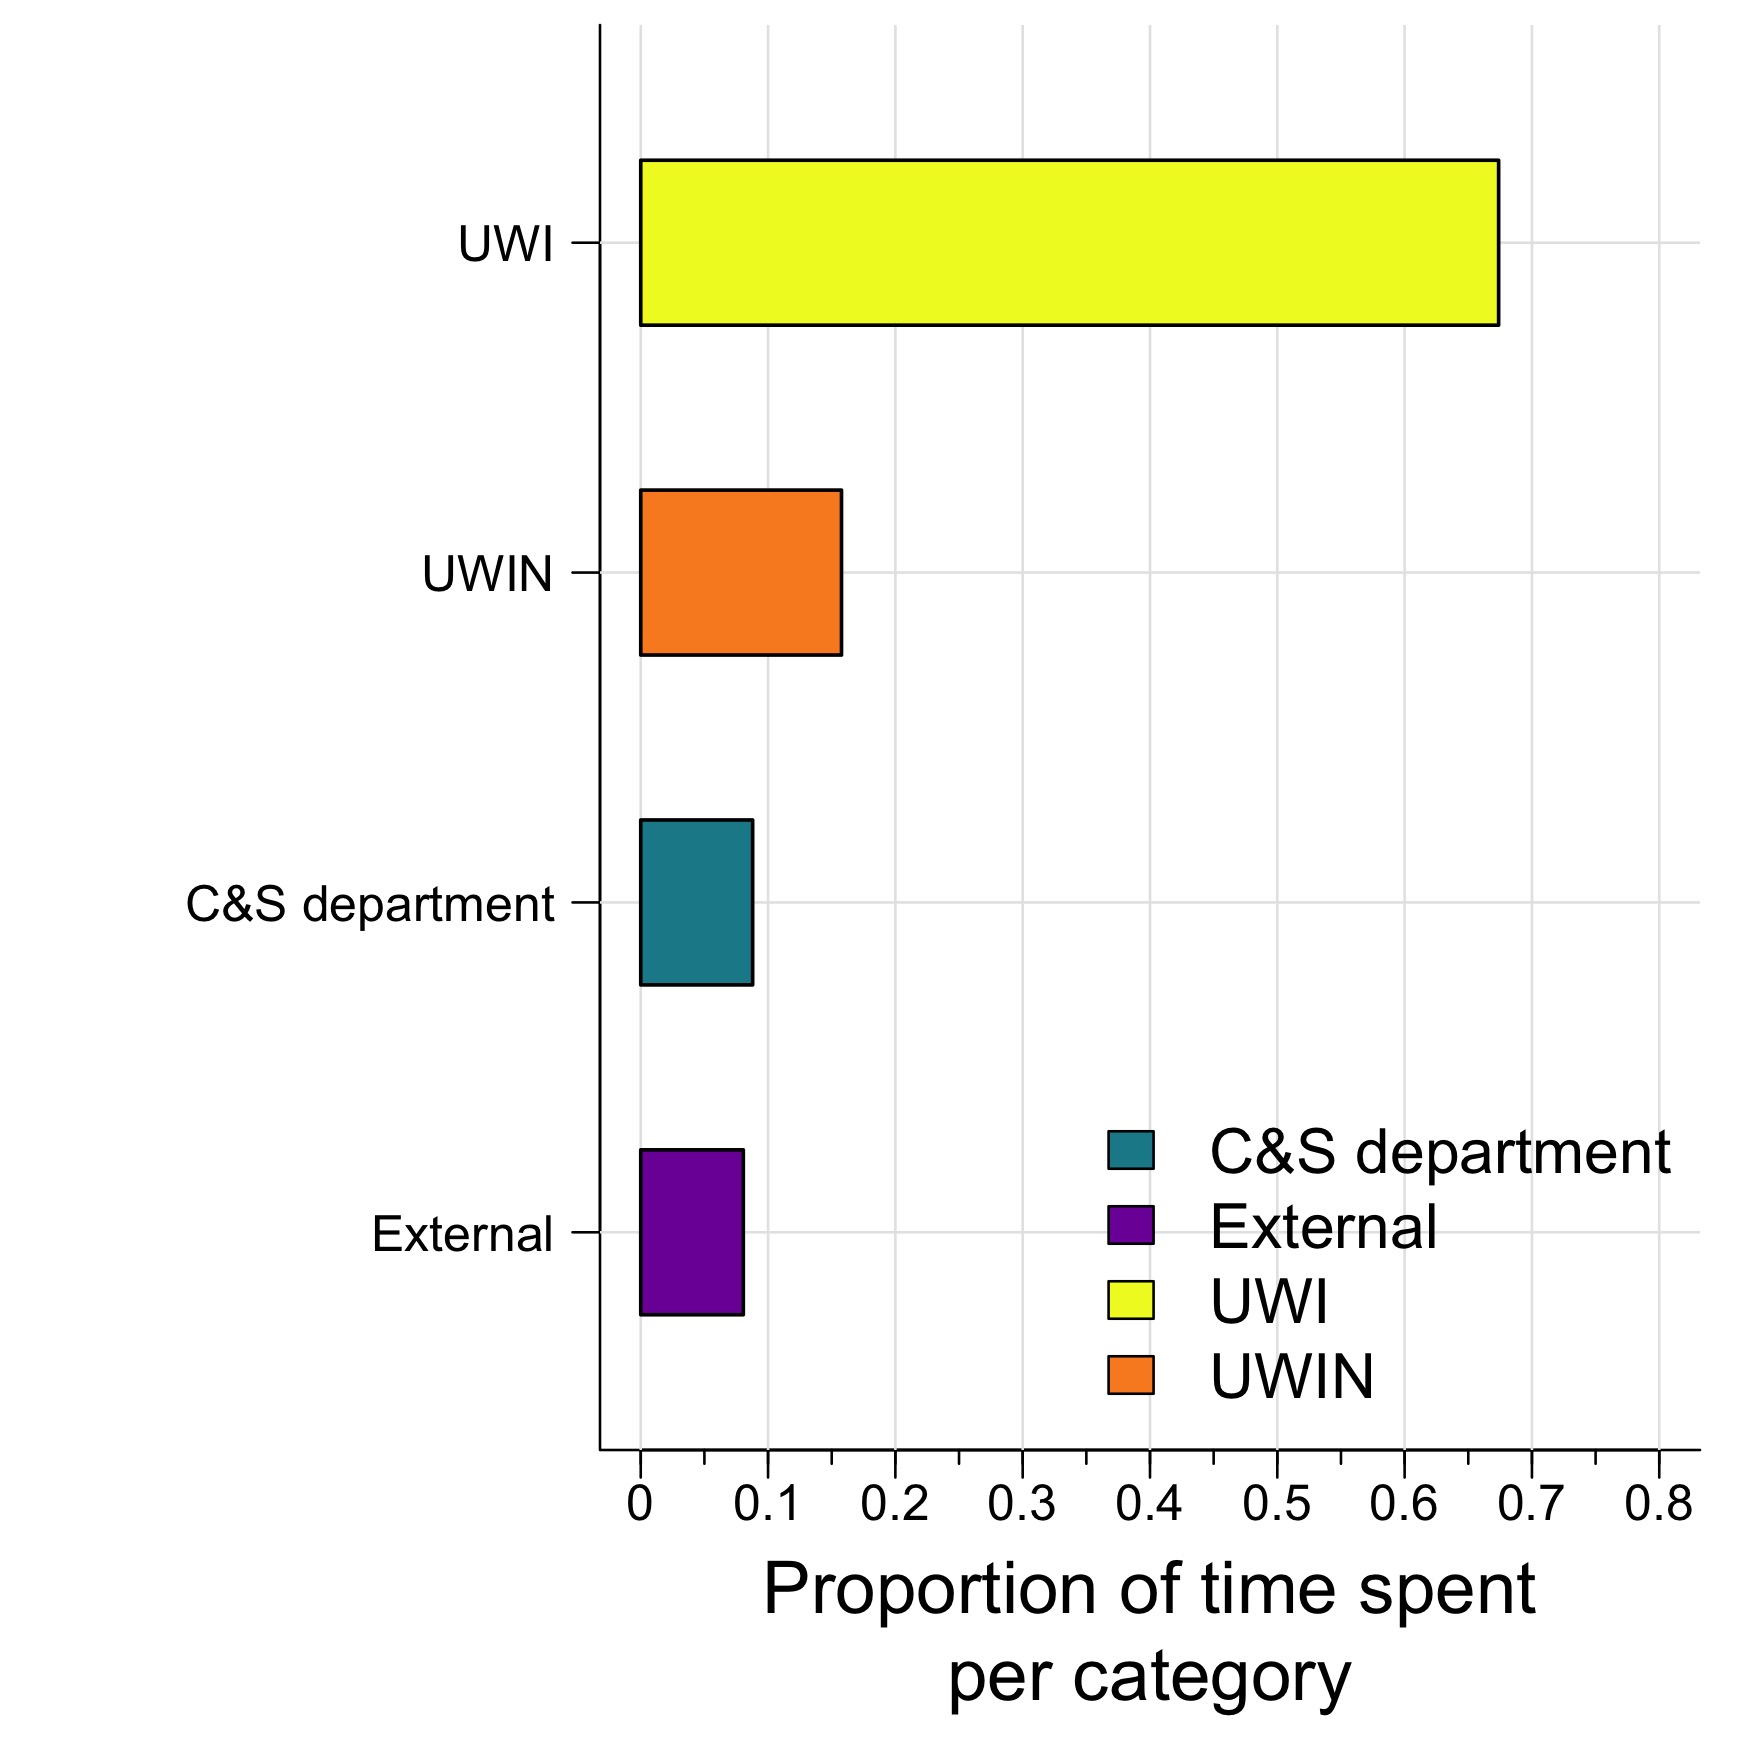 UWI
UWIN
C&S department
External
C&S department
External
UWI
UWIN
0 0.1 0.2 0.3 0.4 0.5 0.6 0.7 0.8
Proportion of time spent
per category